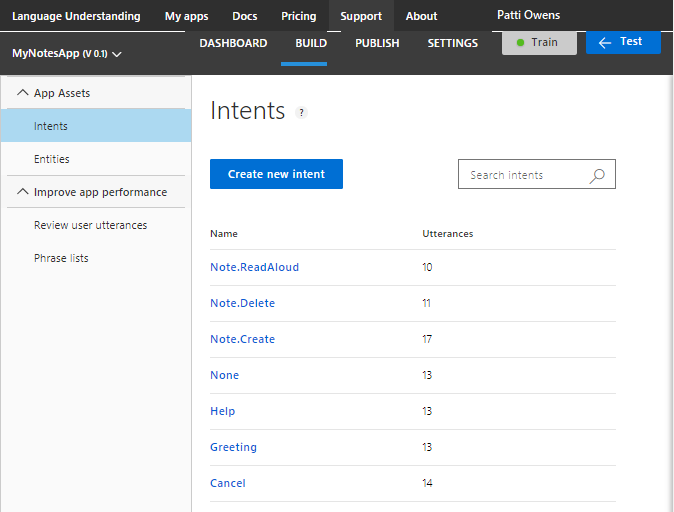 Language Understanding My apps Docs Pricing Support About Patti Owens
MyNotesApp (V 0.1) DASHBOARD BUILD PUBLISH SETTINGS Train Test
App Assets
Intents
Entities
Improve app performance
Review user utterances
Phrase lists
Intents ?
Create new intent Search intents
Name Utterances
Note.ReadAloud 10
Note.Delete 11
Note.Create 17
None 13
Help 13
Greeting 13
Cancel 14